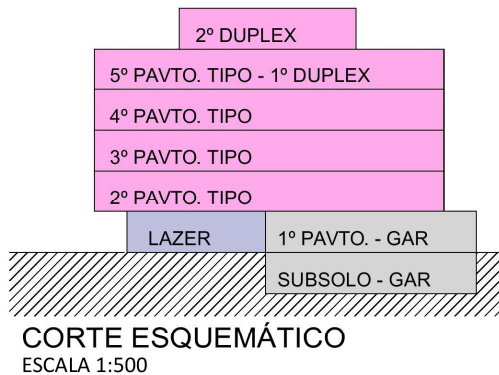 2º DUPLEX
5º PAVTO. TIPO - 1º DUPLEX
4º PAVTO. TIPO
3º PAVTO. TIPO
2º PAVTO. TIPO
LAZER
1º PAVTO. - GAR
SUBSOLO - GAR
CORTE ESQUEMÁTICO
ESCALA 1:500